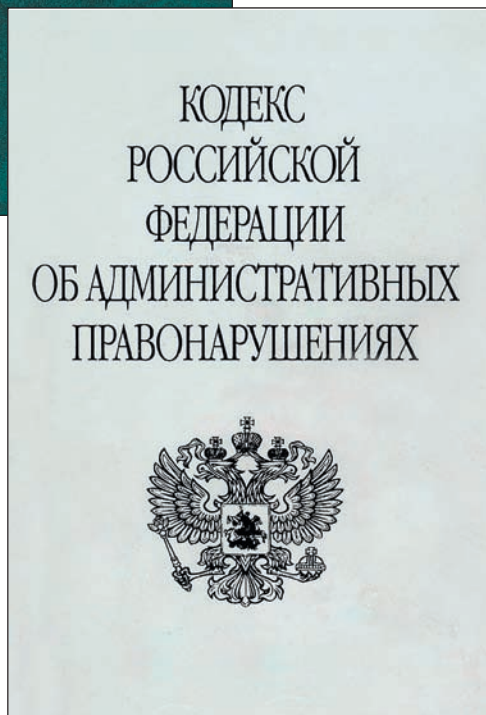 КОДЕКС
РОССИЙСКОЙ
ФЕДЕРАЦИИ
ОБ АДМИНИСТРАТИВНЫХ
ПРАВОНАРУШЕНИЯХ